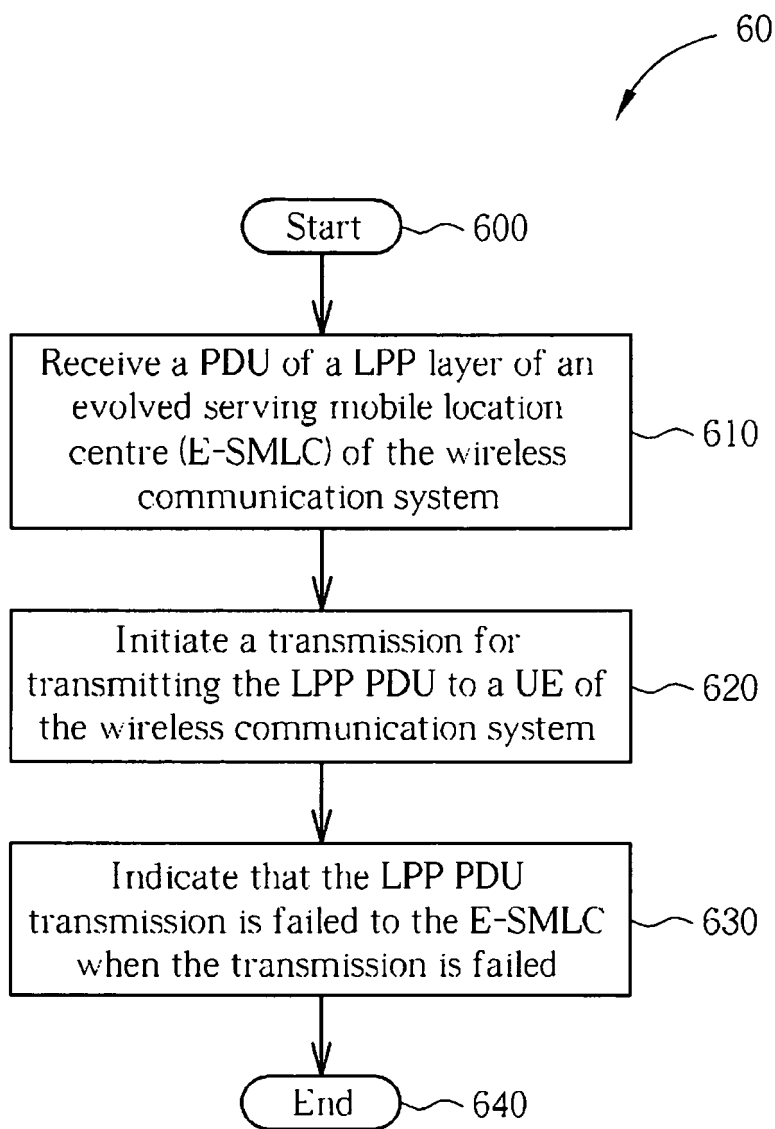 60
Start
600
Receive a PDU of a LPP layer of an
evolved serving mobile location
centre (E-SMLC) of the wireless
communication system
610
Initiate a transmission for
transmitting the LPP PDU to a UE of
the wireless communication system
620
Indicate that the LPP PDU
transmission is failed to the E-SMLC
when the transmission is failed
630
End
640